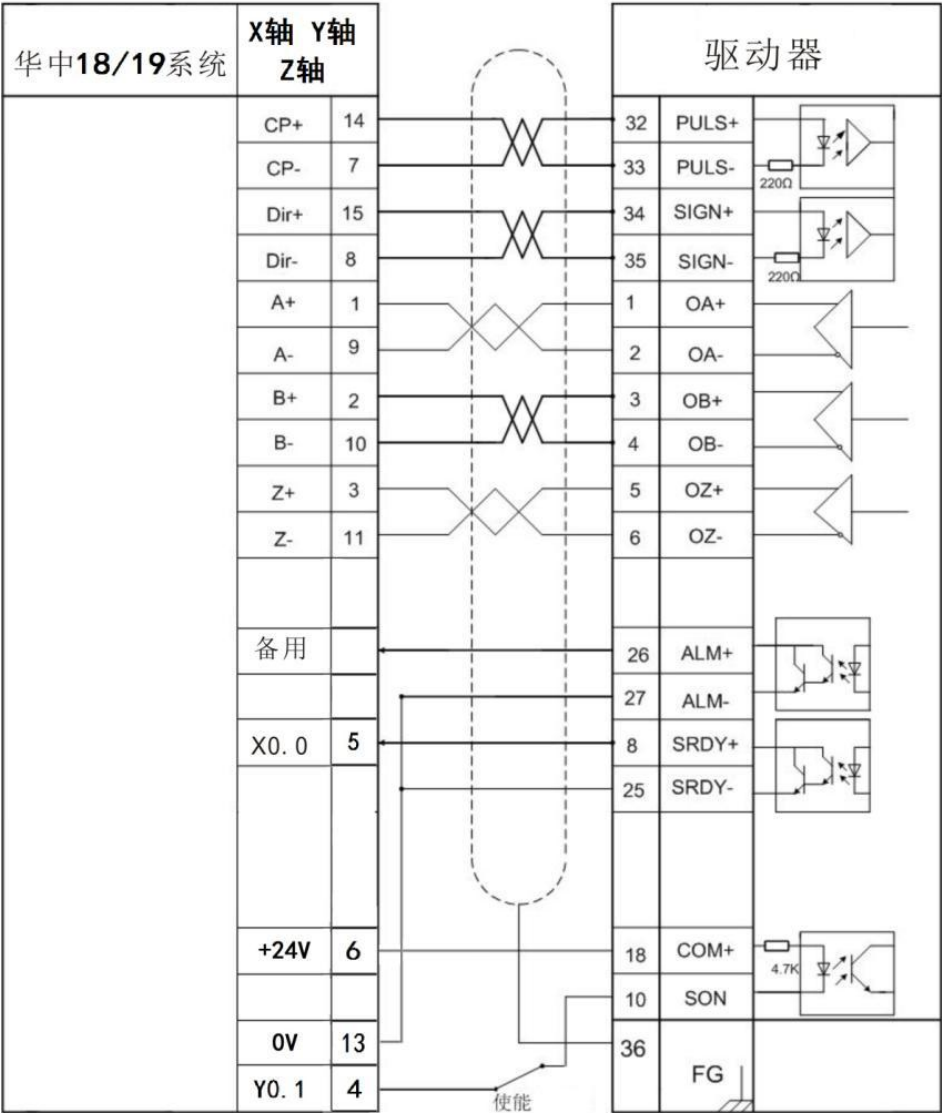 华中18/19系统 X轴 Y轴 驱动器
Z轴
CP+ 14 32 PULS+
CP- 7 33 PULS-
220Ω
Dir+ 15 34 SIGN+
Dir- 8 35 SIGN-
220Ω
A+ 1 1 OA+
A- 9 2 OA-
B+ 2 3 OB+
B- 10 4 OB-
Z+ 3 5 OZ+
Z- 11 6 OZ-
备用 26 ALM+
27 ALM-
X0.0 5 8 SRDY+
25 SRDY-
+24V 6 18 COM+
4.7K
10 SON
0V 13 36
FG
Y0.1 4
使能